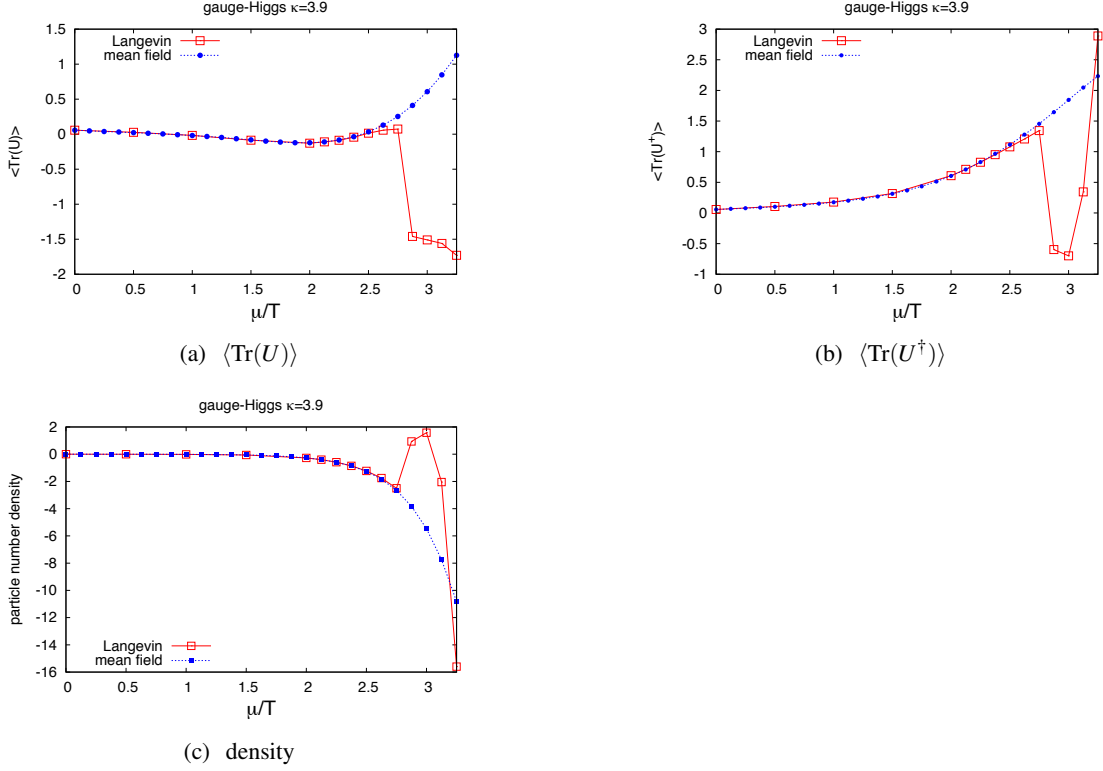 gauge-Higgs κ=3.9
Langevin
mean field
<Tr(U)>
1.5
1
0.5
0
-0.5
-1
-1.5
-2
0 0.5 1 1.5 2 2.5 3
μ/T
(a) ⟨Tr(U)⟩
gauge-Higgs κ=3.9
Langevin
mean field
<Tr(U†)>
3
2.5
2
1.5
1
0.5
0
-0.5
-1
0 0.5 1 1.5 2 2.5 3
μ/T
(b) ⟨Tr(U†)⟩
gauge-Higgs κ=3.9
particle number density
2
0
-2
-4
-6
-8
-10
-12
-14
-16
Langevin
mean field
0 0.5 1 1.5 2 2.5 3
μ/T
(c) density